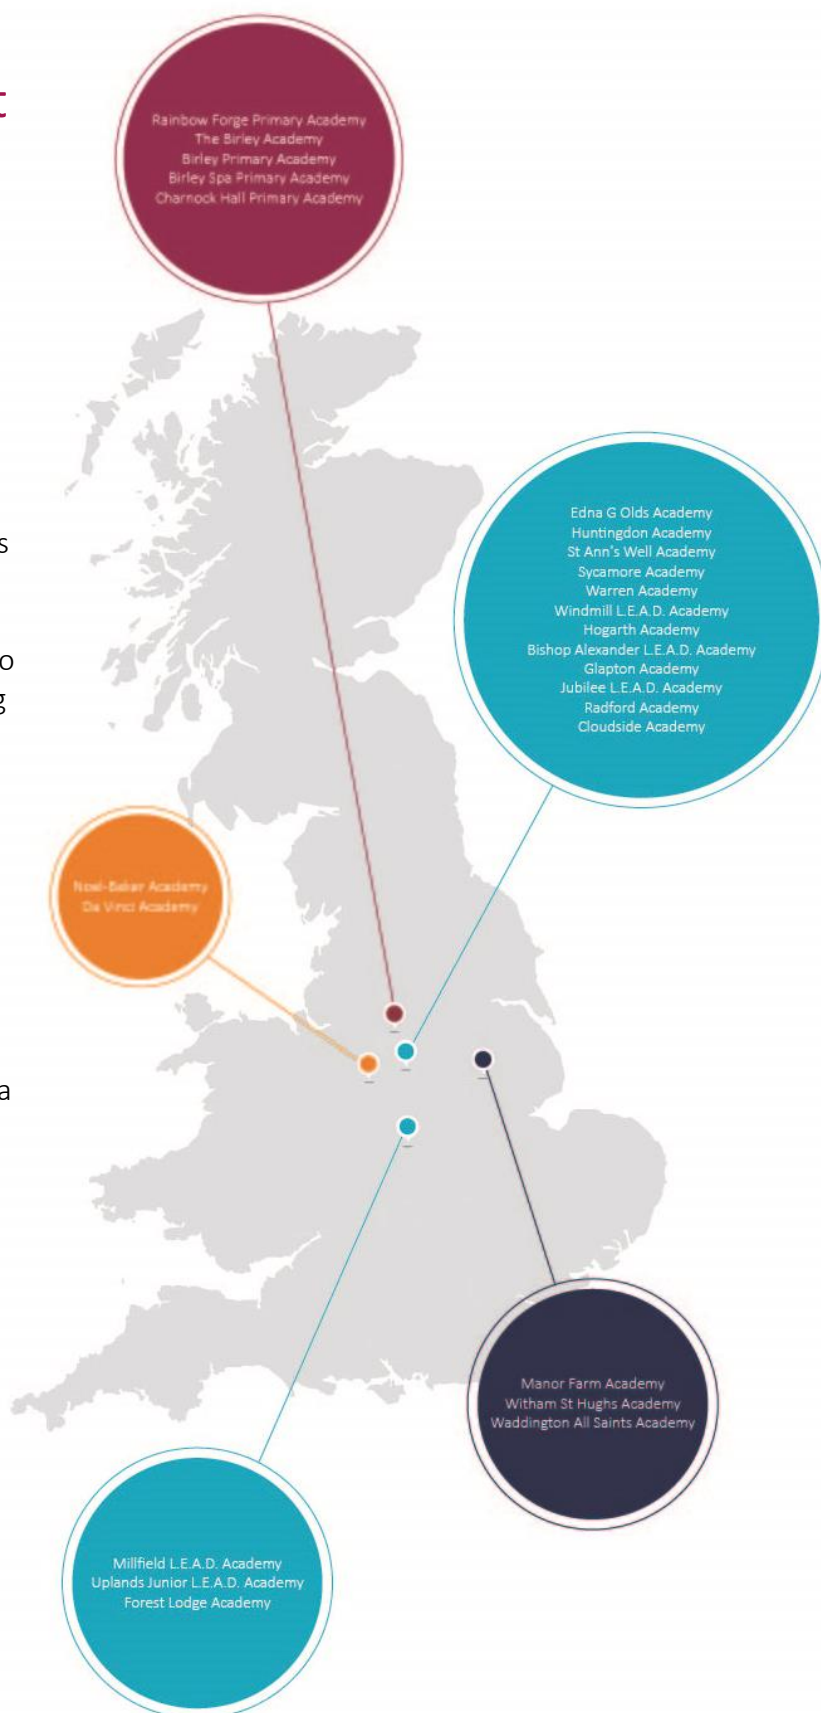 t
Rainbow Forge Primary Academy
The Birley Academy
Birley Primary Academy
Birley Spa Primary Academy
Charnock Hall Primary Academy
s
o
g
Edna G Olds Academy
Huntingdon Academy
St Ann's Well Academy
Sycamore Academy
Warren Academy
Windmill L.E.A.D. Academy
Hogarth Academy
Bishop Alexander L.E.A.D. Academy
Glapton Academy
Jubilee L.E.A.D. Academy
Radford Academy
Cloudside Academy
Noel-Baker Academy
Da Vinci Academy
a
Manor Farm Academy
Witham St Hughs Academy
Waddington All Saints Academy
Millfield L.E.A.D. Academy
Uplands Junior L.E.A.D. Academy
Forest Lodge Academy